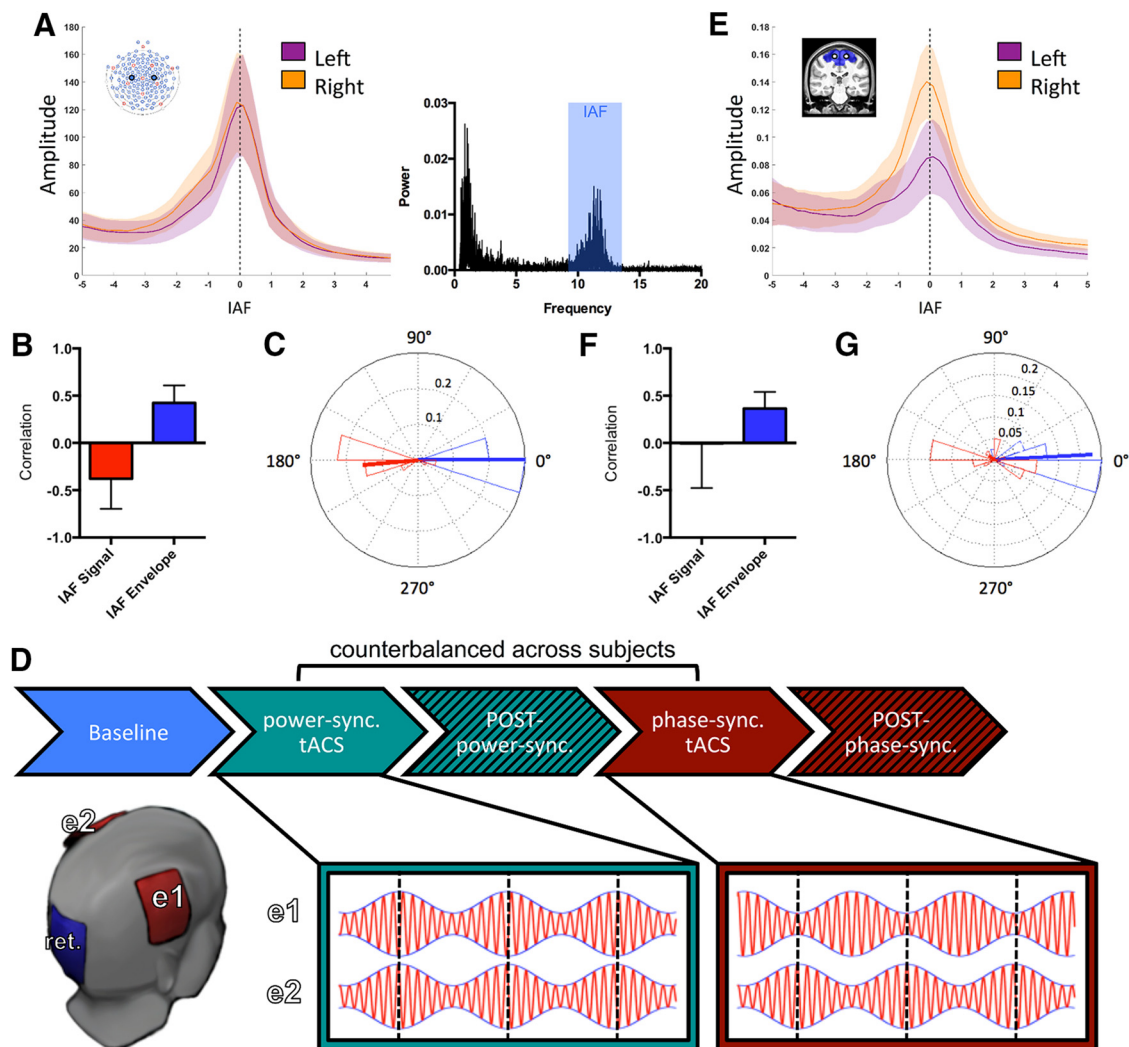 A
180
160
140
120
100
80
60
40
20
0
Amplitude
-5 -4 -3 -2 -1 0 1 2 3 4
IAF
Left
Right
0.03
0.02
0.01
0.00
Power
IAF
0 5 10 15 20
Frequency
E
0.18
0.16
0.14
0.12
0.1
0.08
0.06
0.04
0.02
0
Amplitude
-5 -4 -3 -2 -1 0 1 2 3 4 5
IAF
Left
Right
B
1.0
0.5
0.0
-0.5
-1.0
Correlation
IAF Signal
IAF Envelope
C
90°
0.2
0.1
180°
0°
270°
F
1.0
0.5
0.0
-0.5
-1.0
Correlation
IAF Signal
IAF Envelope
G
90°
0.2
0.15
0.1
0.05
180°
0°
270°
D
counterbalanced across subjects
Baseline
power-sync.
tACS
POST-
power-sync.
phase-sync.
tACS
POST-
phase-sync.
e2
e1
ret.
e1
e2